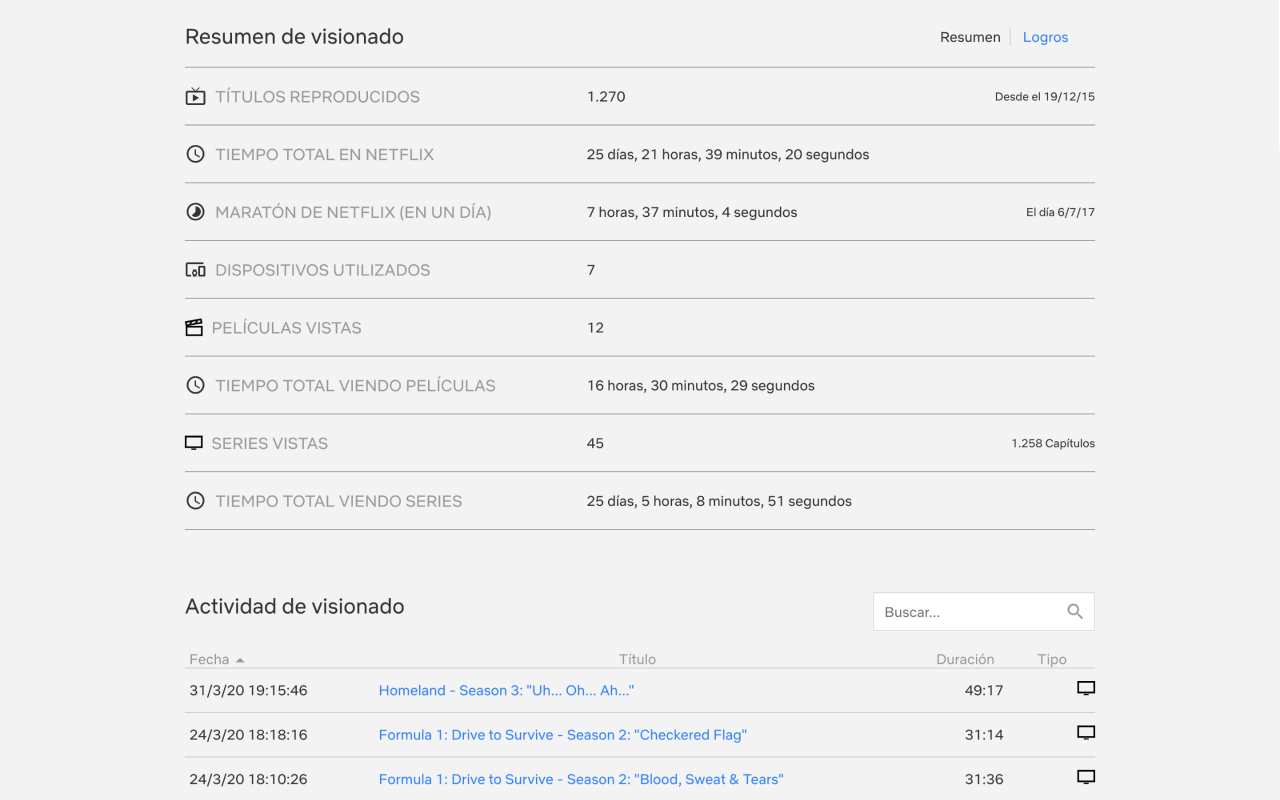 Resumen de visionado
Resumen
Logros
TÍTULOS REPRODUCIDOS 1.270 Desde el 19/12/15
TIEMPO TOTAL EN NETFLIX 25 días, 21 horas, 39 minutos, 20 segundos
MARATÓN DE NETFLIX (EN UN DÍA) 7 horas, 37 minutos, 4 segundos El día 6/7/17
DISPOSITIVOS UTILIZADOS 7
PELÍCULAS VISTAS 12
TIEMPO TOTAL VIENDO PELÍCULAS 16 horas, 30 minutos, 29 segundos
SERIES VISTAS 45 1.258 Capítulos
TIEMPO TOTAL VIENDO SERIES 25 días, 5 horas, 8 minutos, 51 segundos
Actividad de visionado
Buscar...
Fecha Título Duración Tipo
31/3/20 19:15:46 Homeland - Season 3: "Uh... Oh... Ah..." 49:17
24/3/20 18:18:16 Formula 1: Drive to Survive - Season 2: "Checkered Flag" 31:14
24/3/20 18:10:26 Formula 1: Drive to Survive - Season 2: "Blood, Sweat & Tears" 31:36